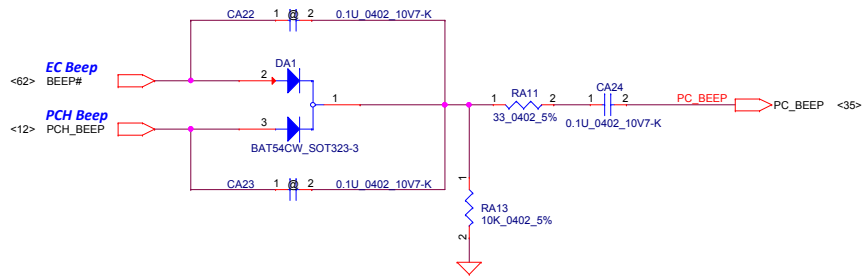 CA22 1 @ 2 0.1U_0402_10V7-K
EC Beep
DA1
<62> BEEP# 2
1
RA11
1 2
33_0402_5%
CA24
1 2
0.1U_0402_10V7-K
PC_BEEP
PC_BEEP <35>
PCH Beep
<12> PCH_BEEP 3
BAT54CW_SOT323-3
CA23 1 @ 2 0.1U_0402_10V7-K
1
RA13
10K_0402_5%
2